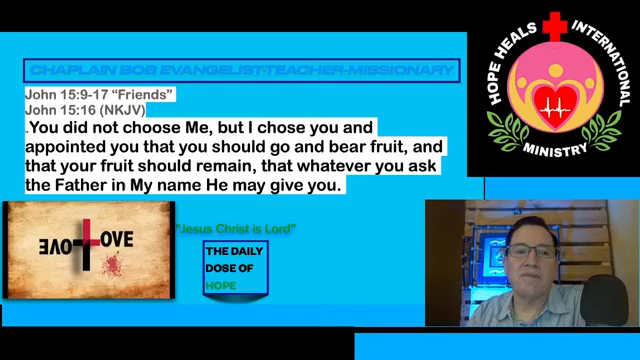 CHAPLAIN BOB EVANGELIST-TEACHER-MISSIONARY
John 15:9-17 “Friends”
John 15:16 (NKJV)
.You did not choose Me, but I chose you and
appointed you that you should go and bear fruit, and
that your fruit should remain, that whatever you ask
the Father in My name He may give you.
HOPE HEALS INTERNATIONAL
MINISTRY
"Jesus Christ is Lord"
LOVE
LOVE
THE DAILY
DOSE OF
HOPE